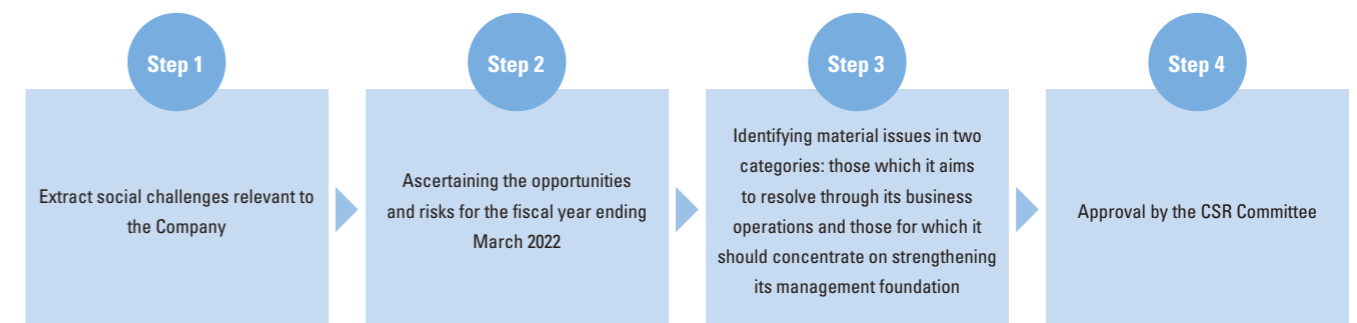 Step 1
Extract social challenges relevant to
the Company
Step 2
Ascertaining the opportunities
and risks for the fiscal year ending
March 2022
Step 3
Identifying material issues in two
categories: those which it aims
to resolve through its business
operations and those for which it
should concentrate on strengthening
its management foundation
Step 4
Approval by the CSR Committee